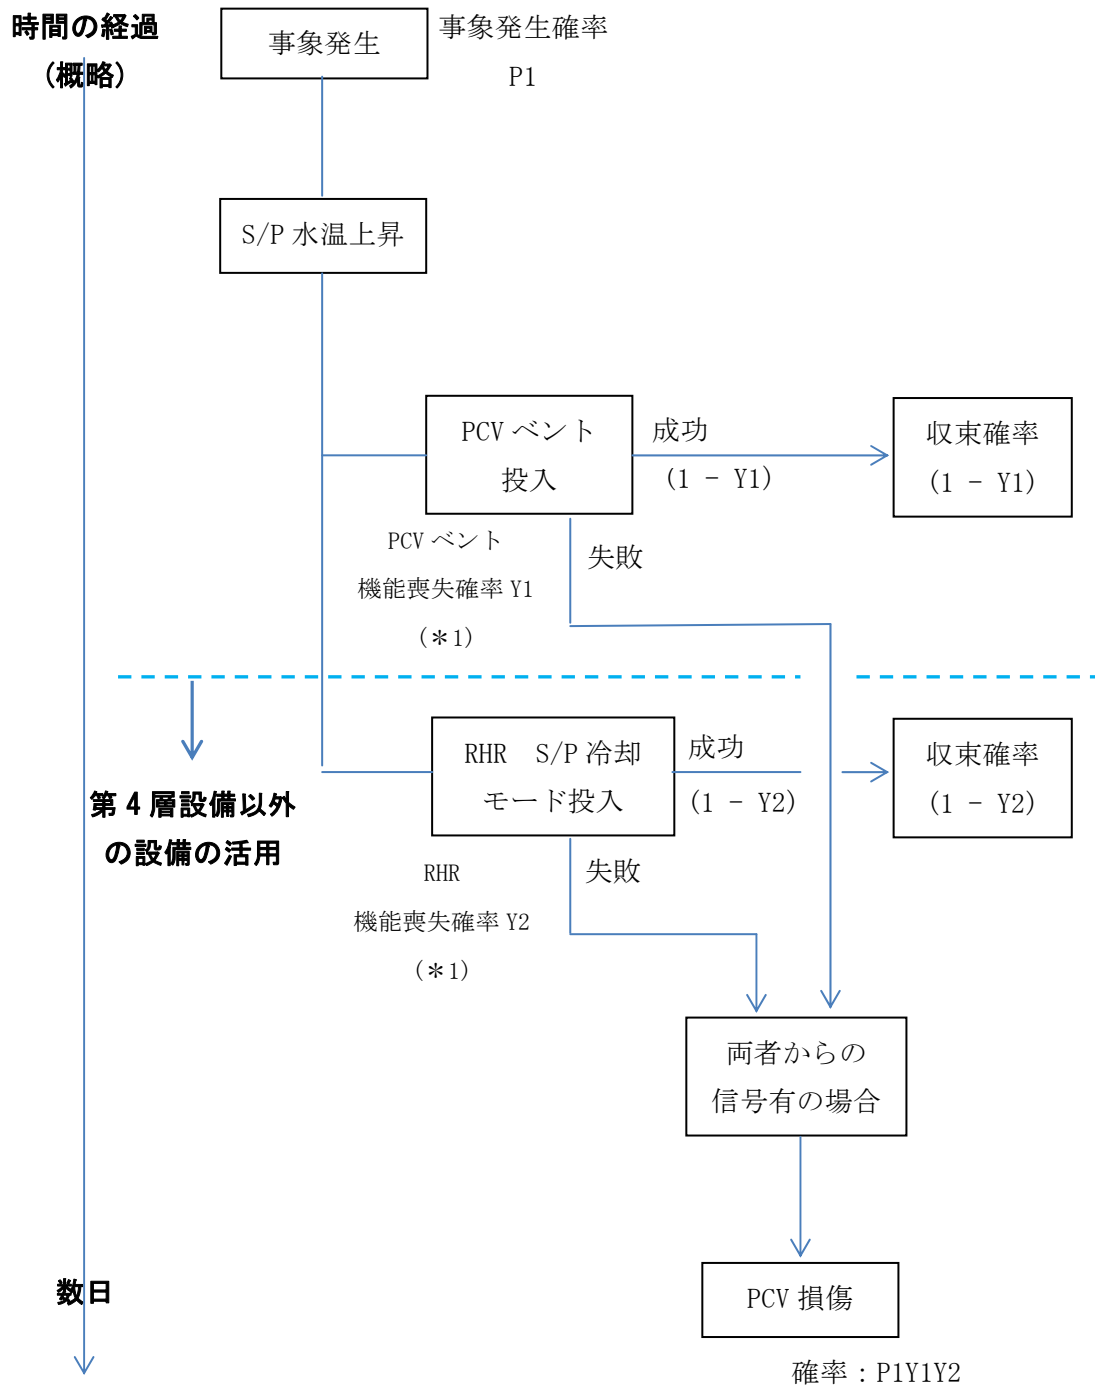 時間の経過
（概略）
事象発生
事象発生確率
P1
S/P 水温上昇
PCV ベント
投入
成功
(1 － Y1)
収束確率
(1 － Y1)
PCV ベント
機能喪失確率 Y1
(＊1)
失敗
RHR　S/P 冷却
モード投入
成功
(1 － Y2)
収束確率
(1 － Y2)
第 4 層設備以外
の設備の活用
RHR
機能喪失確率 Y2
(＊1)
失敗
両者からの
信号有の場合
数日
PCV 損傷
確率：P1Y1Y2